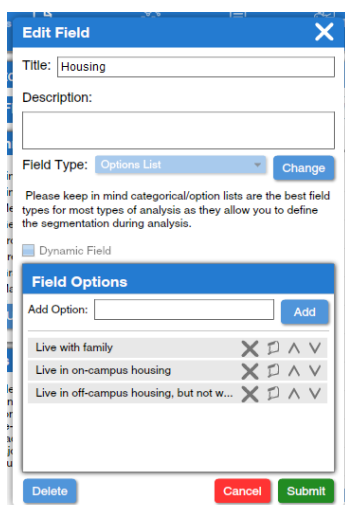 Edit Field
Title: Housing
Description:
Field Type: Options List Change
Please keep in mind categorical/option lists are the best field
types for most types of analysis as they allow you to define
the segmentation during analysis.
Dynamic Field
Field Options
Add Option: Add
Live with family
Live in on-campus housing
Live in off-campus housing, but not w...
Delete Cancel Submit